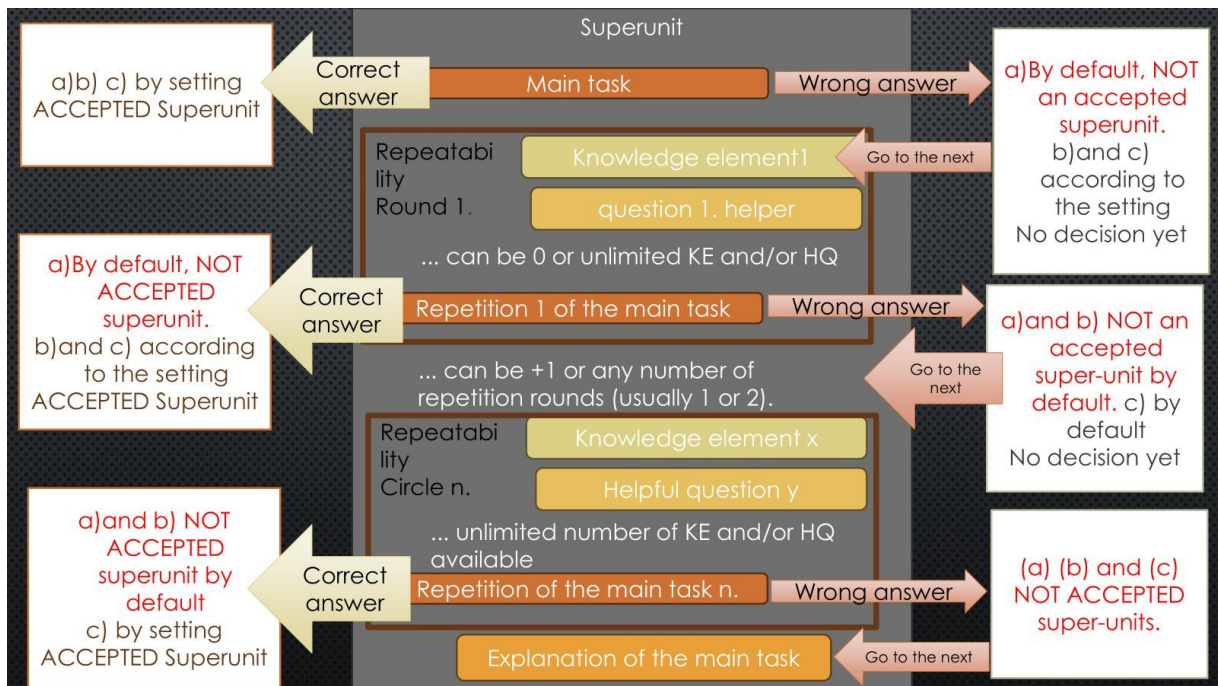 Superunit
a)b) c) by setting
ACCEPTED Superunit
Correct
answer
Main task
Wrong answer
a)By default, NOT
an accepted
superunit.
b)and c)
according to
the setting
No decision yet
Repeatabi
lity
Round 1.
Knowledge element1
Go to the next
question 1. helper
... can be 0 or unlimited KE and/or HQ
a)By default, NOT
ACCEPTED
superunit.
b)and c) according
to the setting
ACCEPTED Superunit
Correct
answer
Repetition 1 of the main task
Wrong answer
a)and b) NOT an
accepted
super-unit by
default. c) by
default
No decision yet
Go to the
next
... can be +1 or any number of
repetition rounds (usually 1 or 2).
Repeatabi
lity
Circle n.
Knowledge element x
Helpful question y
... unlimited number of KE and/or HQ
available
a)and b) NOT
ACCEPTED
superunit by
default
c) by setting
ACCEPTED Superunit
Correct
answer
Repetition of the main task n.
Wrong answer
(a) (b) and (c)
NOT ACCEPTED
super-units.
Explanation of the main task
Go to the next